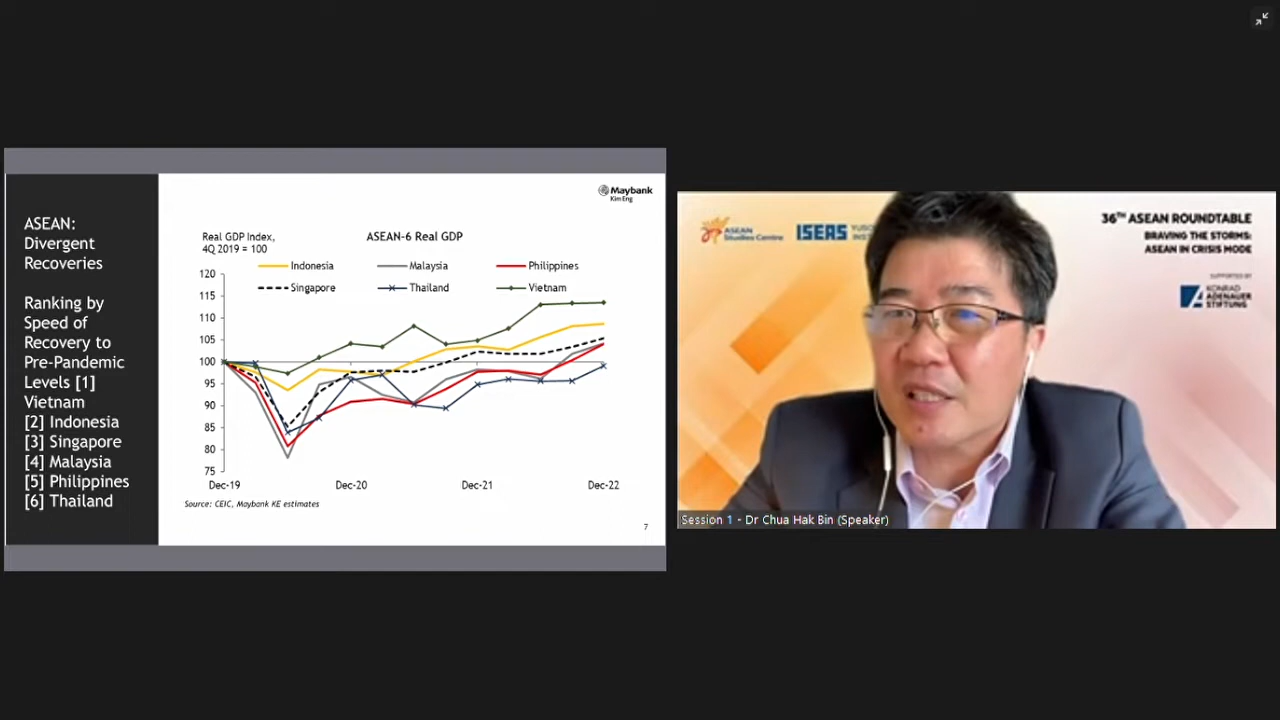 ASEAN:
Divergent
Recoveries
Ranking by
Speed of
Recovery to
Pre-Pandemic
Levels [1]
Vietnam
[2] Indonesia
[3] Singapore
[4] Malaysia
[5] Philippines
[6] Thailand
Maybank
Kim Eng
Real GDP Index,
4Q 2019 = 100
ASEAN-6 Real GDP
Indonesia Malaysia Philippines
Singapore Thailand Vietnam
120
115
110
105
100
95
90
85
80
75
Dec-19 Dec-20 Dec-21 Dec-22
Source: CEIC, Maybank KE estimates
7
ASEAN
Studies Centre
ISEAS
36TH ASEAN ROUNDTABLE
BRAVING THE STORMS:
ASEAN IN CRISIS MODE
SUPPORTED BY
KONRAD
ADENAUER
STIFTUNG
Session 1 - Dr Chua Hak Bin (Speaker)